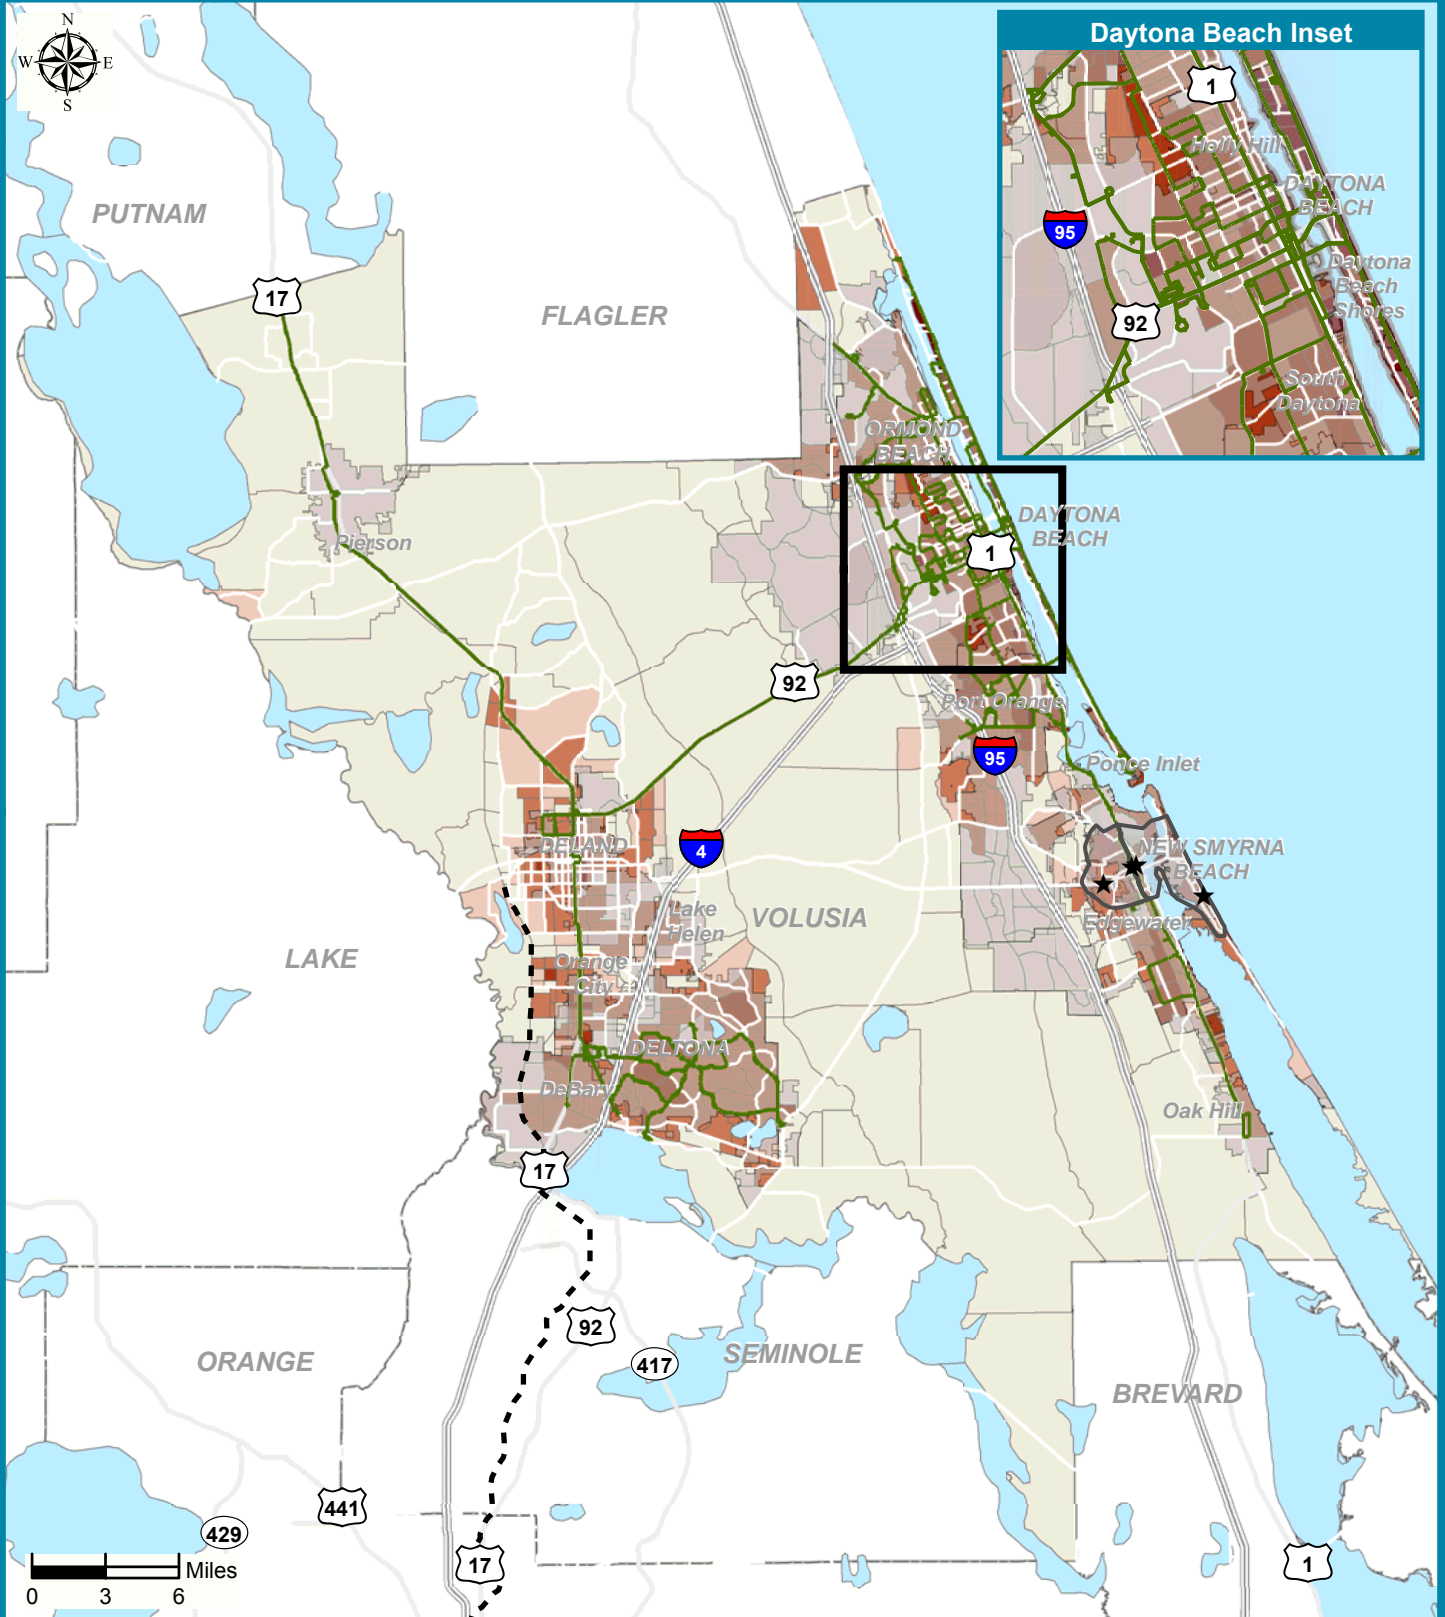 N
W
E
S
Daytona Beach Inset
1
Holly Hill
DAYTONA
BEACH
95
Daytona
Beach
Shores
92
South
Daytona
PUTNAM
17
FLAGLER
ORMOND
BEACH
DAYTONA
BEACH
1
Pierson
92
Port Orange
95
Ponce Inlet
DELAND
4
NEW SMYRNA
BEACH
Lake
Helen
VOLUSIA
Edgewater
LAKE
Orange
City
DELTONA
DeBary
Oak Hill
17
92
417
SEMINOLE
ORANGE
BREVARD
441
429
17
1
Miles
0
3
6